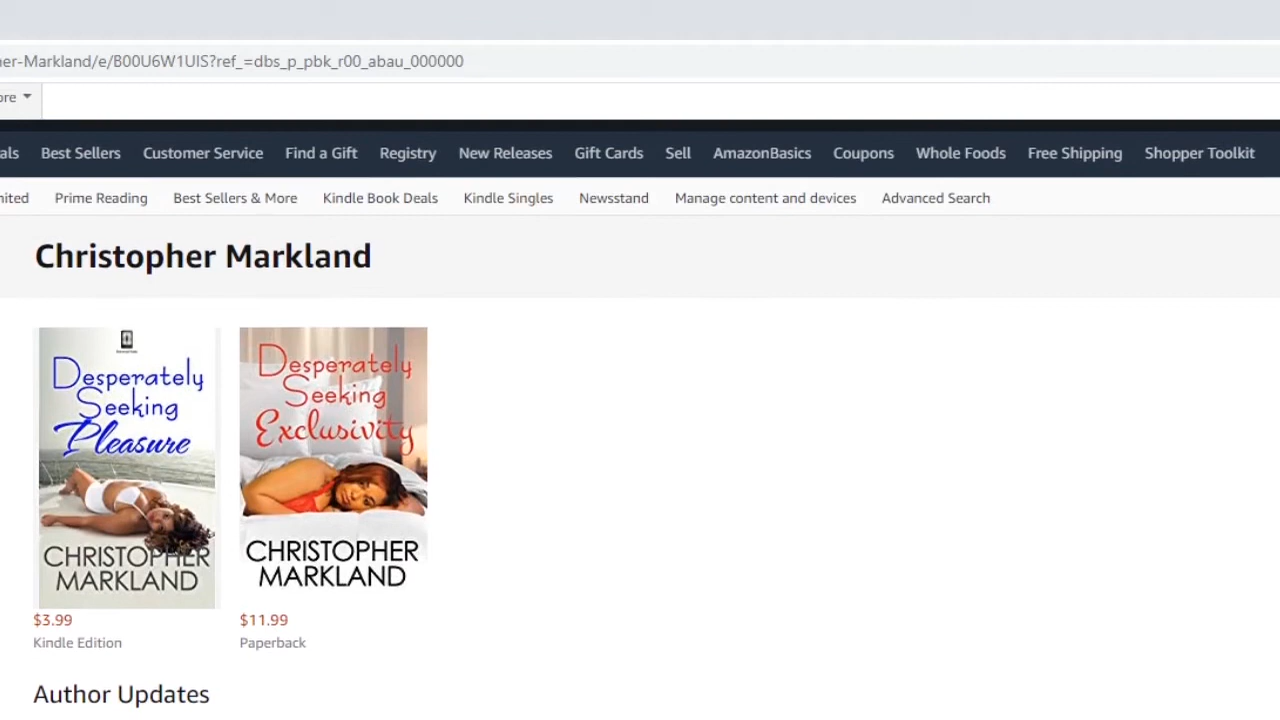 er-Markland/e/B00U6W1UIS?ref_=dbs_p_pbk_r00_abau_000000
ore
als Best Sellers Customer Service Find a Gift Registry New Releases Gift Cards Sell AmazonBasics Coupons Whole Foods Free Shipping Shopper Toolkit
mited Prime Reading Best Sellers & More Kindle Book Deals Kindle Singles Newsstand Manage content and devices Advanced Search
Christopher Markland
Desperately
Seeking
Pleasure
CHRISTOPHER
MARKLAND
Desperately
Seeking
Exclusivity
CHRISTOPHER
MARKLAND
$3.99
Kindle Edition
$11.99
Paperback
Author Updates